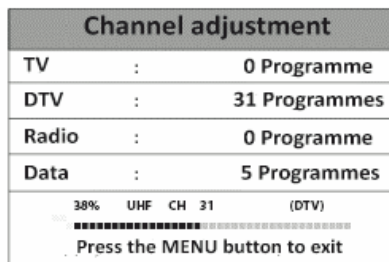 Channel adjustment
TV : 0 Programme
DTV : 31 Programmes
Radio : 0 Programme
Data : 5 Programmes
38% UHF CH 31 (DTV)
Press the MENU button to exit